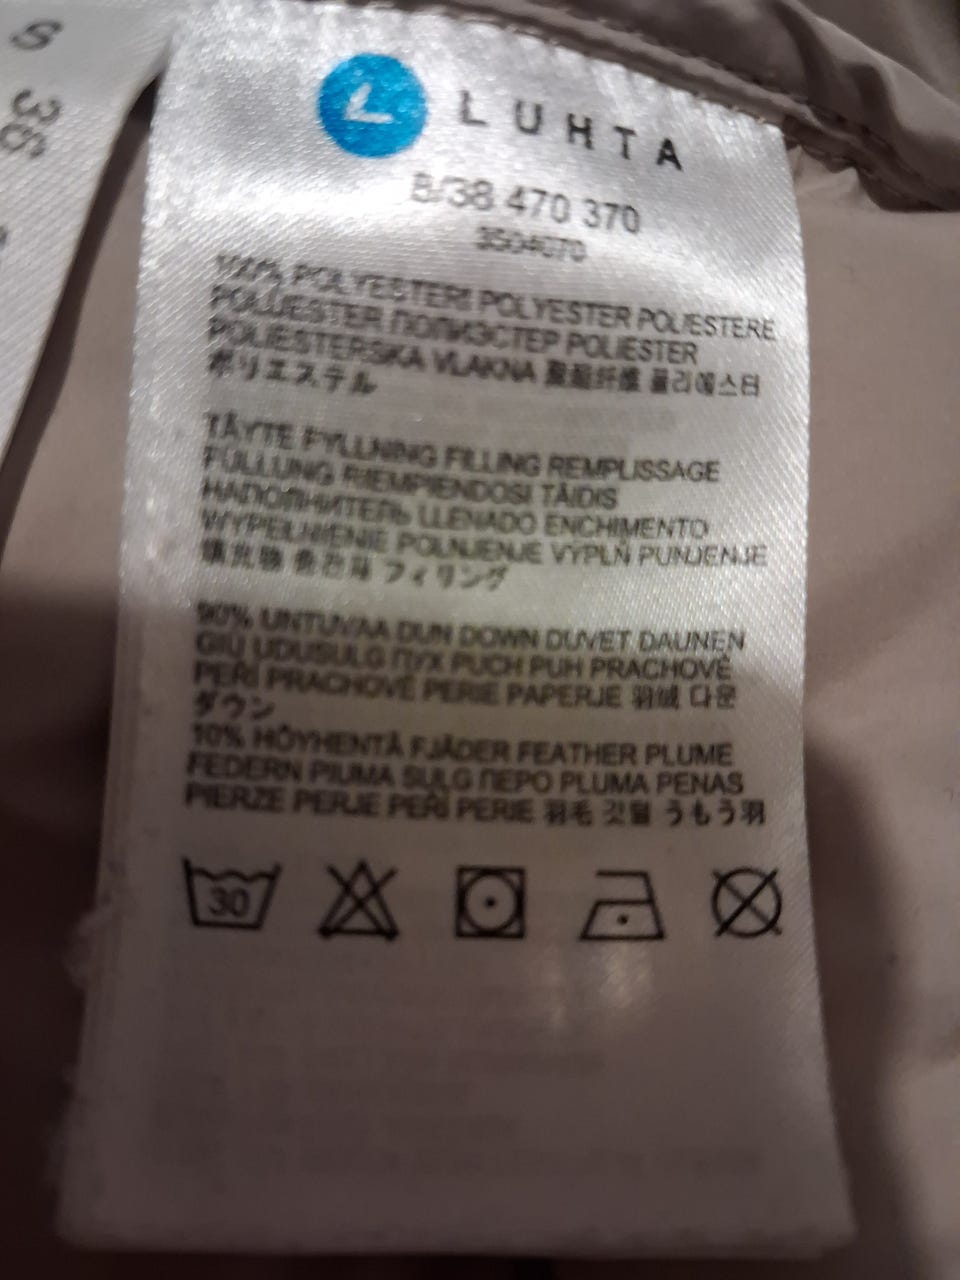 S
36
LUHTA
B/38 470 370
3504070
100% POLYESTERI POLYESTER POLIESTERE
POLÜESTER ПОЛИЭСТЕР POLIESTER
POLIESTERSKA VLAKNA 聚酯纤维 폴리에스터
ポリエステル
TÄYTE FYLLNING FILLING REMPLISSAGE
FÜLLUNG RIEMPIENDOSI TÄIDIS
НАПОЛНИТЕЛЬ LLENADO ENCHIMENTO
WYPEŁNIENIE POLNJENJE VÝPLŇ PUNJENJE
填充物 충전재 フィリング
90% UNTUVAA DUN DOWN DUVET DAUNEN
GIÙ UDUSULG ПУХ PUCH PUH PRACHOVÉ
PEŘÍ PRACHOVÉ PERIE PAPERJE 羽绒 다운
ダウン
10% HÖYHENTÄ FJÄDER FEATHER PLUME
FEDERN PIUMA SULG ПЕРО PLUMA PENAS
PIERZE PERJE PEŘÍ PERIE 羽毛 깃털 うもう羽
30